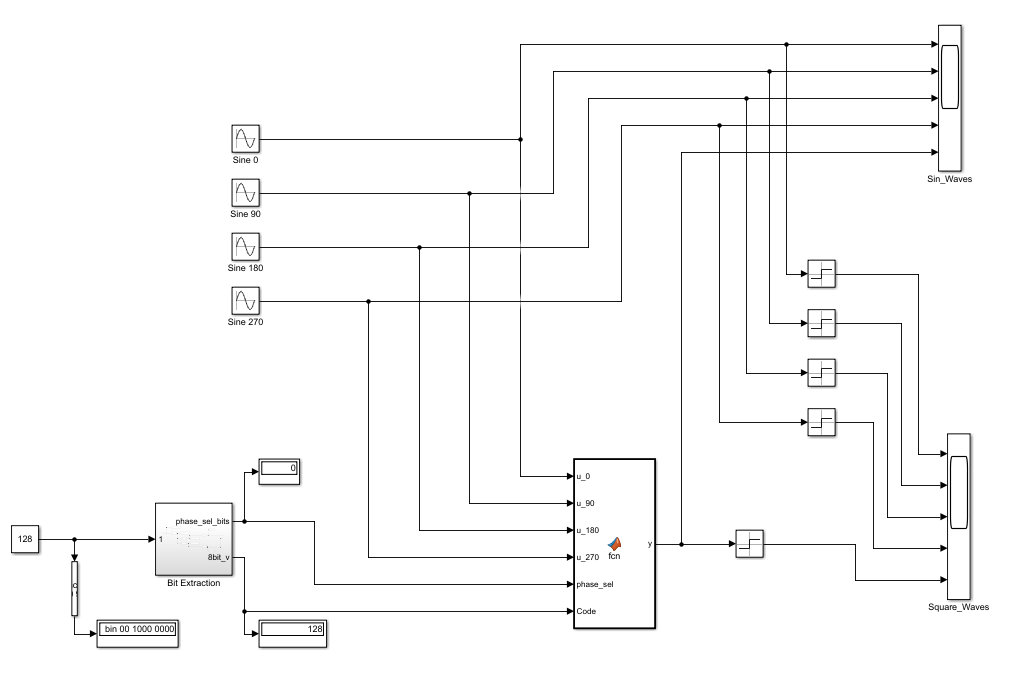 Sin_Waves
Sine 0
Sine 90
Sine 180
Sine 270
0
128
phase_sel_bits
1
8bit_v
Bit Extraction
bin 00 1000 0000
128
u_0
u_90
u_180
u_270
phase_sel
Code
fcn
y
Square_Waves